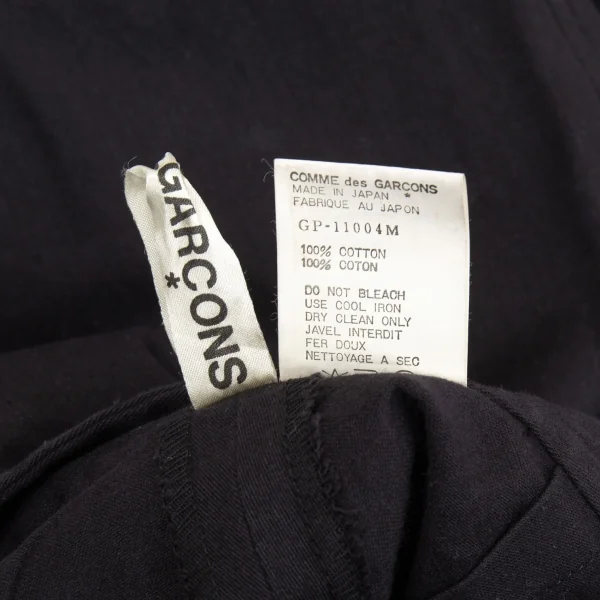 GARCONS
*
COMME des GARCONS
MADE IN JAPAN *
FABRIQUE AU JAPON
GP-11004M
100% COTTON
100% COTON
DO NOT BLEACH
USE COOL IRON
DRY CLEAN ONLY
JAVEL INTERDIT
FER DOUX
NETTOYAGE A SEC